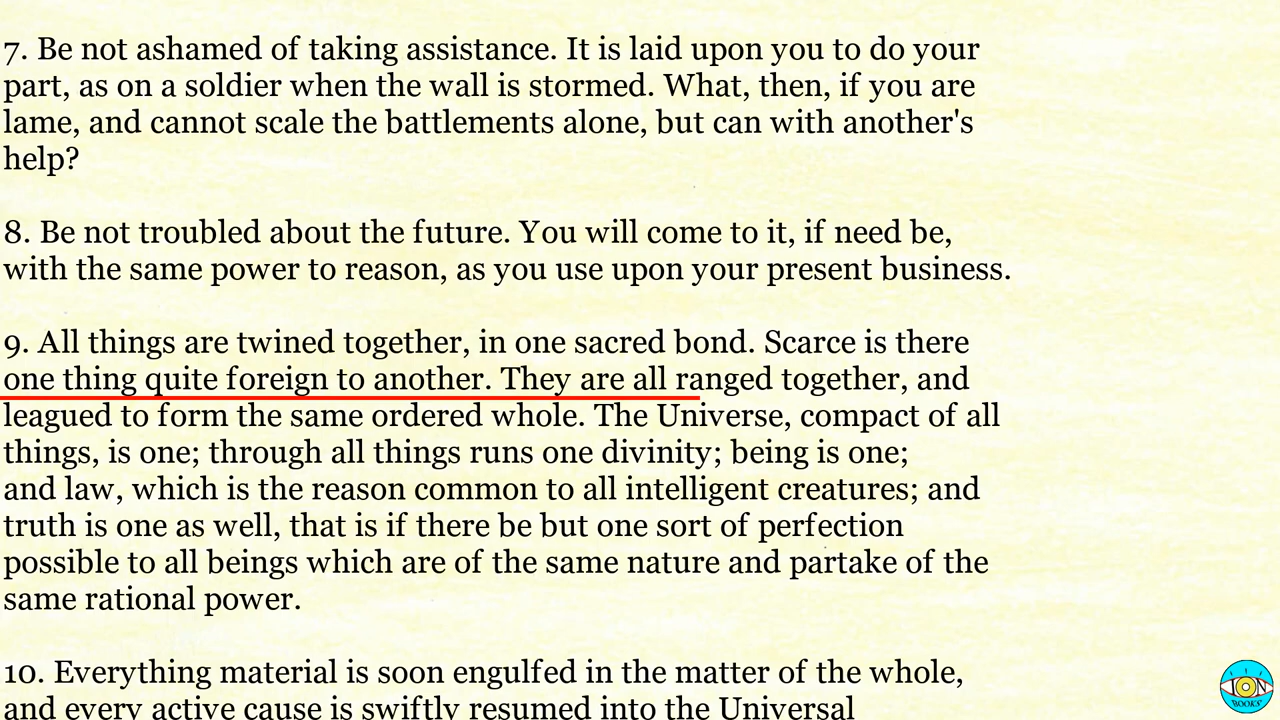 7. Be not ashamed of taking assistance. It is laid upon you to do your
part, as on a soldier when the wall is stormed. What, then, if you are
lame, and cannot scale the battlements alone, but can with another's
help?
8. Be not troubled about the future. You will come to it, if need be,
with the same power to reason, as you use upon your present business.
9. All things are twined together, in one sacred bond. Scarce is there
one thing quite foreign to another. They are all ranged together, and
leagued to form the same ordered whole. The Universe, compact of all
things, is one; through all things runs one divinity; being is one;
and law, which is the reason common to all intelligent creatures; and
truth is one as well, that is if there be but one sort of perfection
possible to all beings which are of the same nature and partake of the
same rational power.
10. Everything material is soon engulfed in the matter of the whole,
and every active cause is swiftly resumed into the Universal
ION
BOOKS